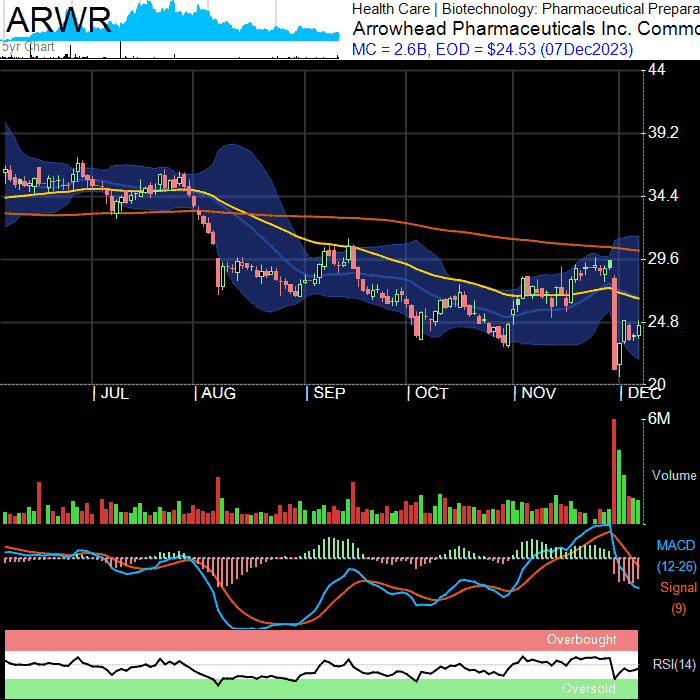 ARWR
5yr Chart
Health Care | Biotechnology: Pharmaceutical Prepara
Arrowhead Pharmaceuticals Inc. Commo
MC = 2.6B, EOD = $24.53 (07Dec2023)
44
39.2
34.4
29.6
24.8
20
JUL
AUG
SEP
OCT
NOV
DEC
6M
Volume
MACD
(12-26)
Signal
(9)
Overbought
RSI(14)
Oversold